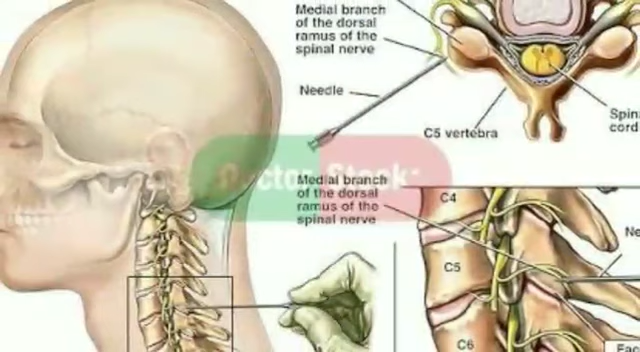 Medial branch
of the dorsal
ramus of the
spinal nerve
Needle
C5 vertebra
cord
Medial branch
of the dorsal
ramus of the
spinal nerve
C4
C5
C6